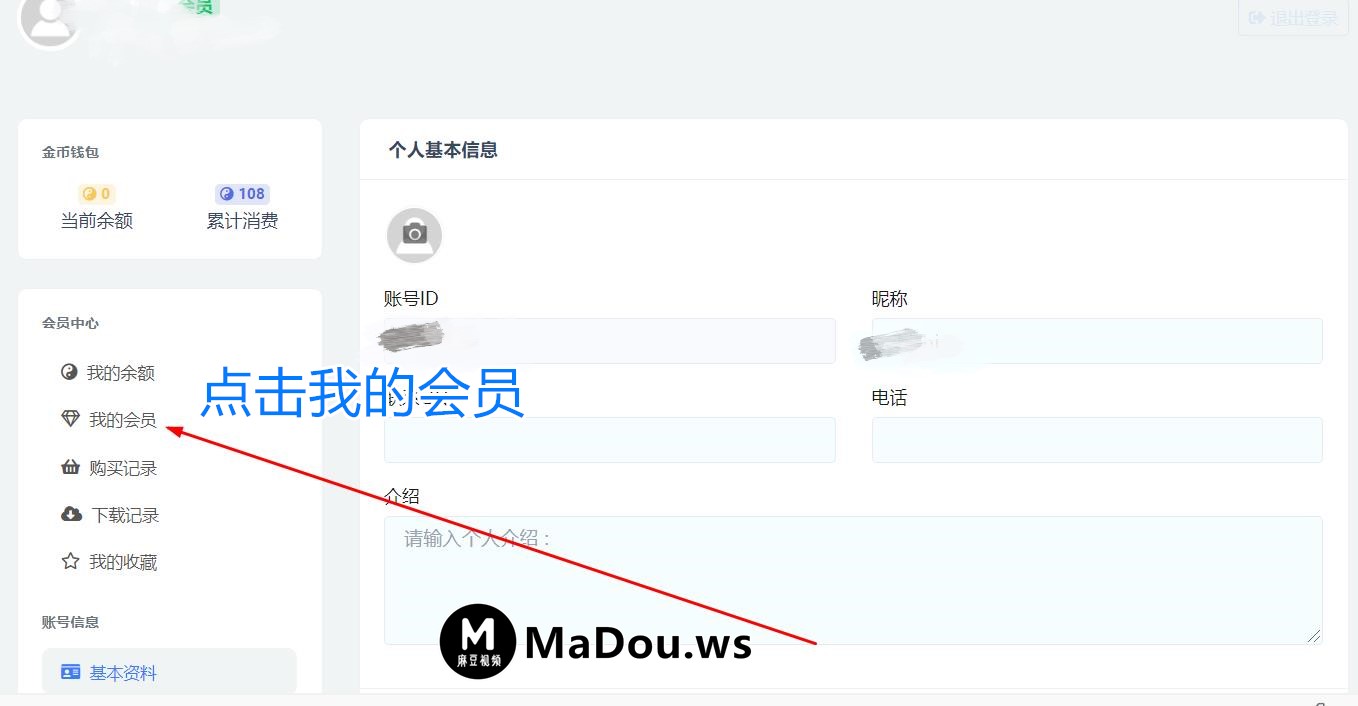 员
退出登录
金币钱包
0
108
当前余额
累计消费
会员中心
我的余额
我的会员
购买记录
下载记录
我的收藏
账号信息
基本资料
个人基本信息
账号ID
昵称
点击我的会员
电话
介绍
请输入个人介绍：
M
麻豆视频
MaDou.ws